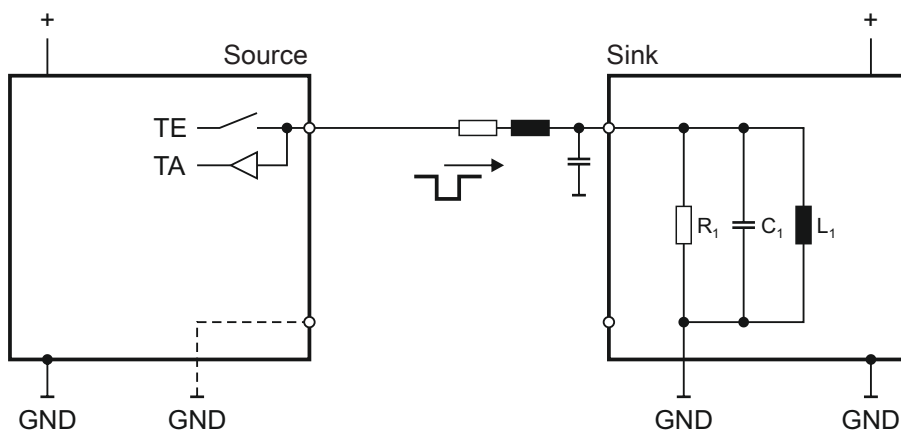 + +
Source Sink
TE
TA
R₁ C₁ L₁
GND GND GND GND